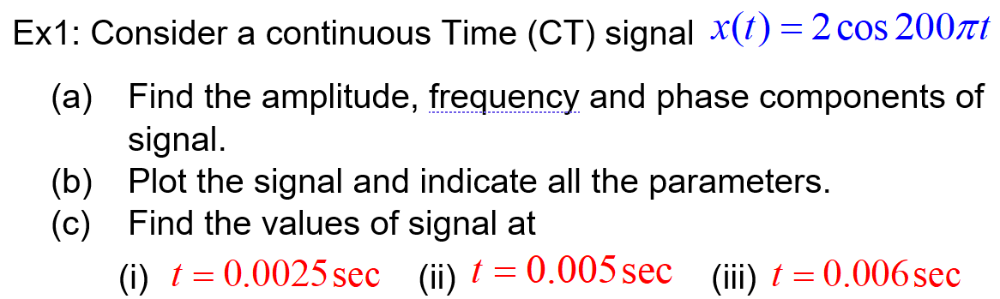 Ex1: Consider a continuous Time (CT) signal x(t) = 2 cos 200πt
(a) Find the amplitude, frequency and phase components of
signal.
(b) Plot the signal and indicate all the parameters.
(c) Find the values of signal at
(i) t = 0.0025 sec (ii) t = 0.005 sec (iii) t = 0.006 sec